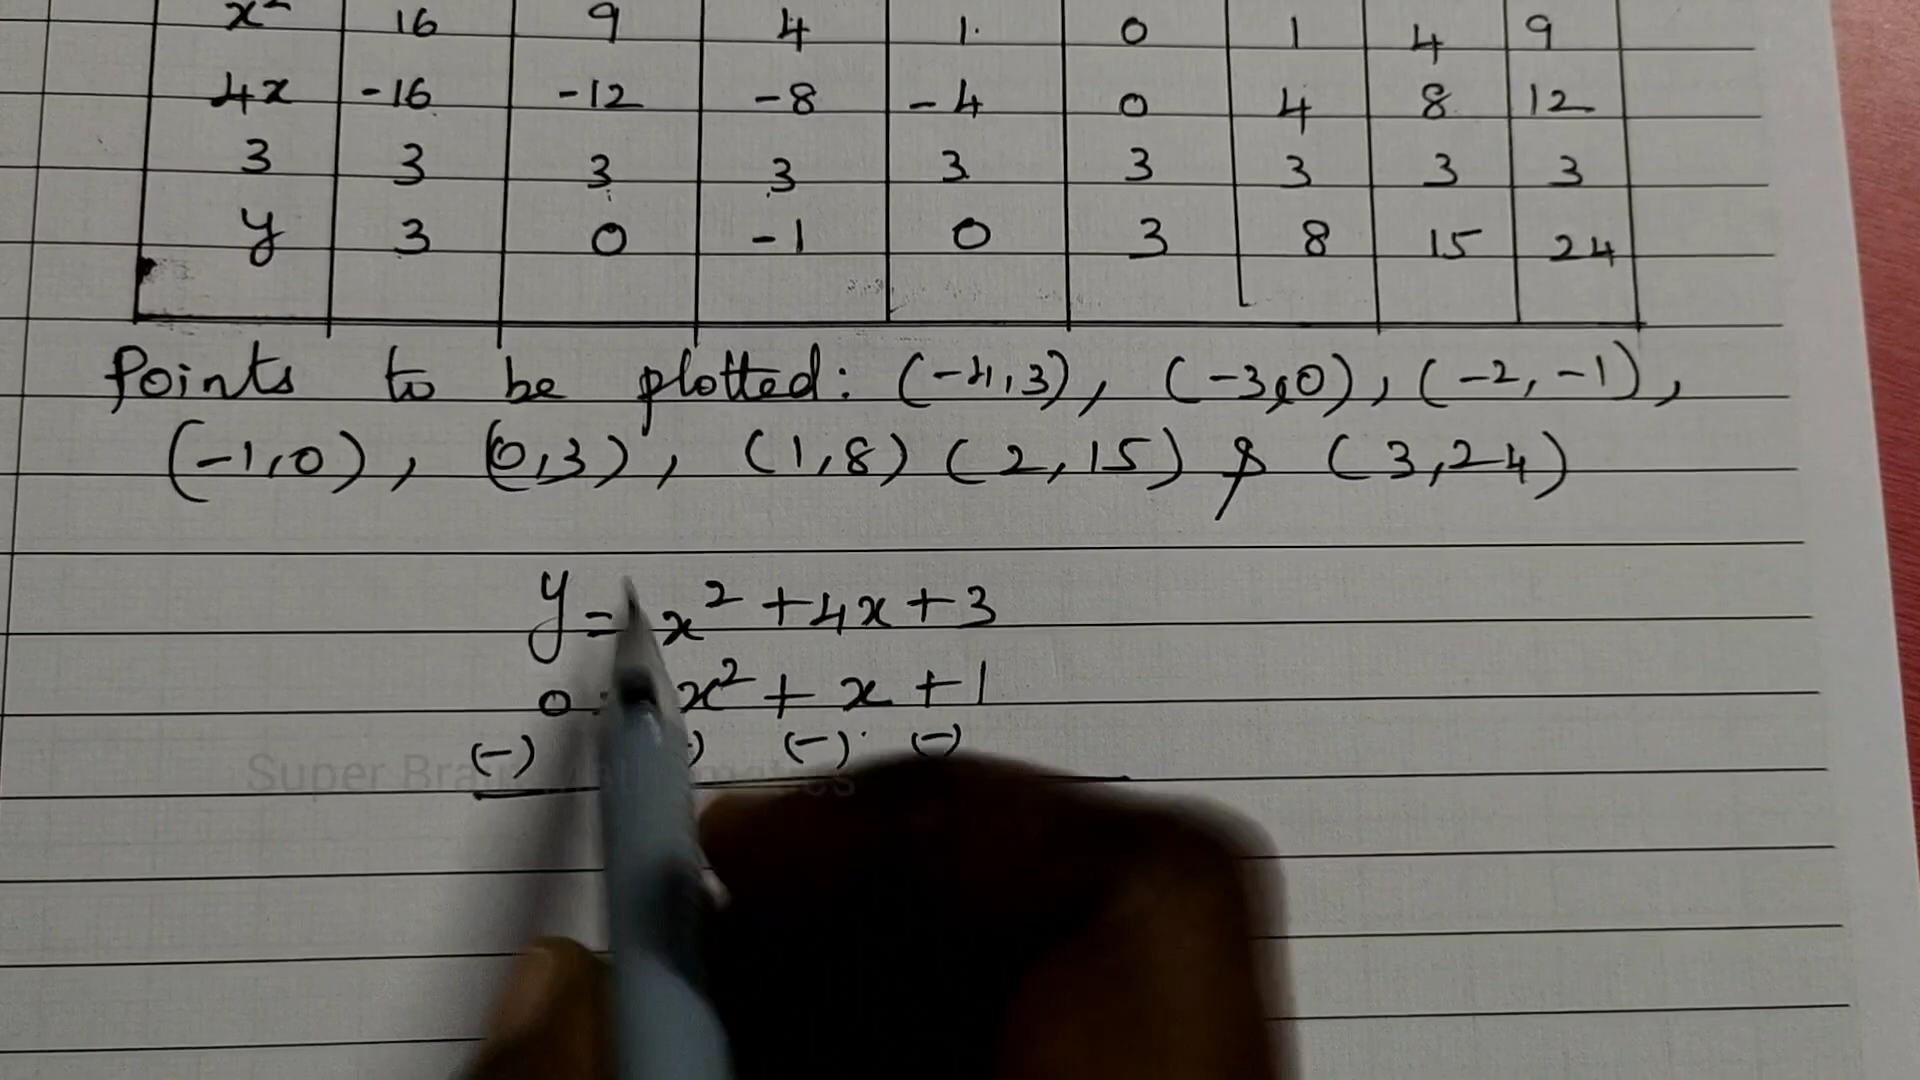 x² 16 9 4 1 0 1 4 9
4x -16 -12 -8 -4 0 4 8 12
3 3 3 3 3 3 3 3 3
y 3 0 -1 0 3 8 15 24
Points to be plotted: (-4,3), (-3,0), (-2,-1),
(-1,0), (0,3), (1,8) (2,15) & (3,24)
y = x² + 4x + 3
0 x² + x + 1
(-) (-) (-)
Super Brain